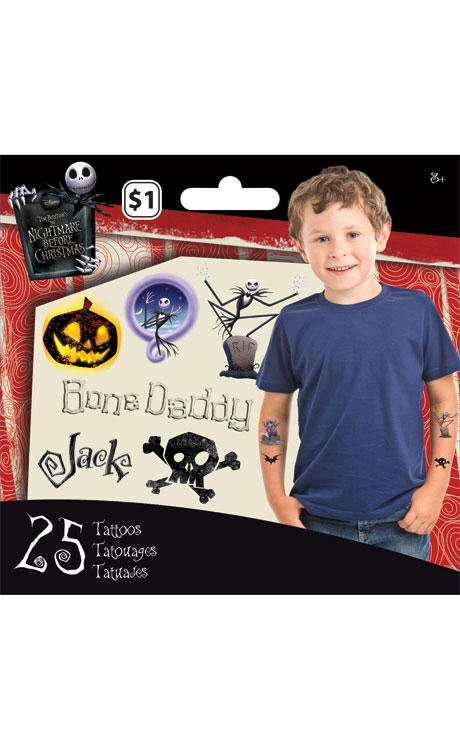 Disney
TIM BURTON'S
THE
NIGHTMARE
BEFORE
CHRISTMAS
$1
3+
RIP
Bone Daddy
Jack
25
Tattoos
Tatouages
Tatuajes